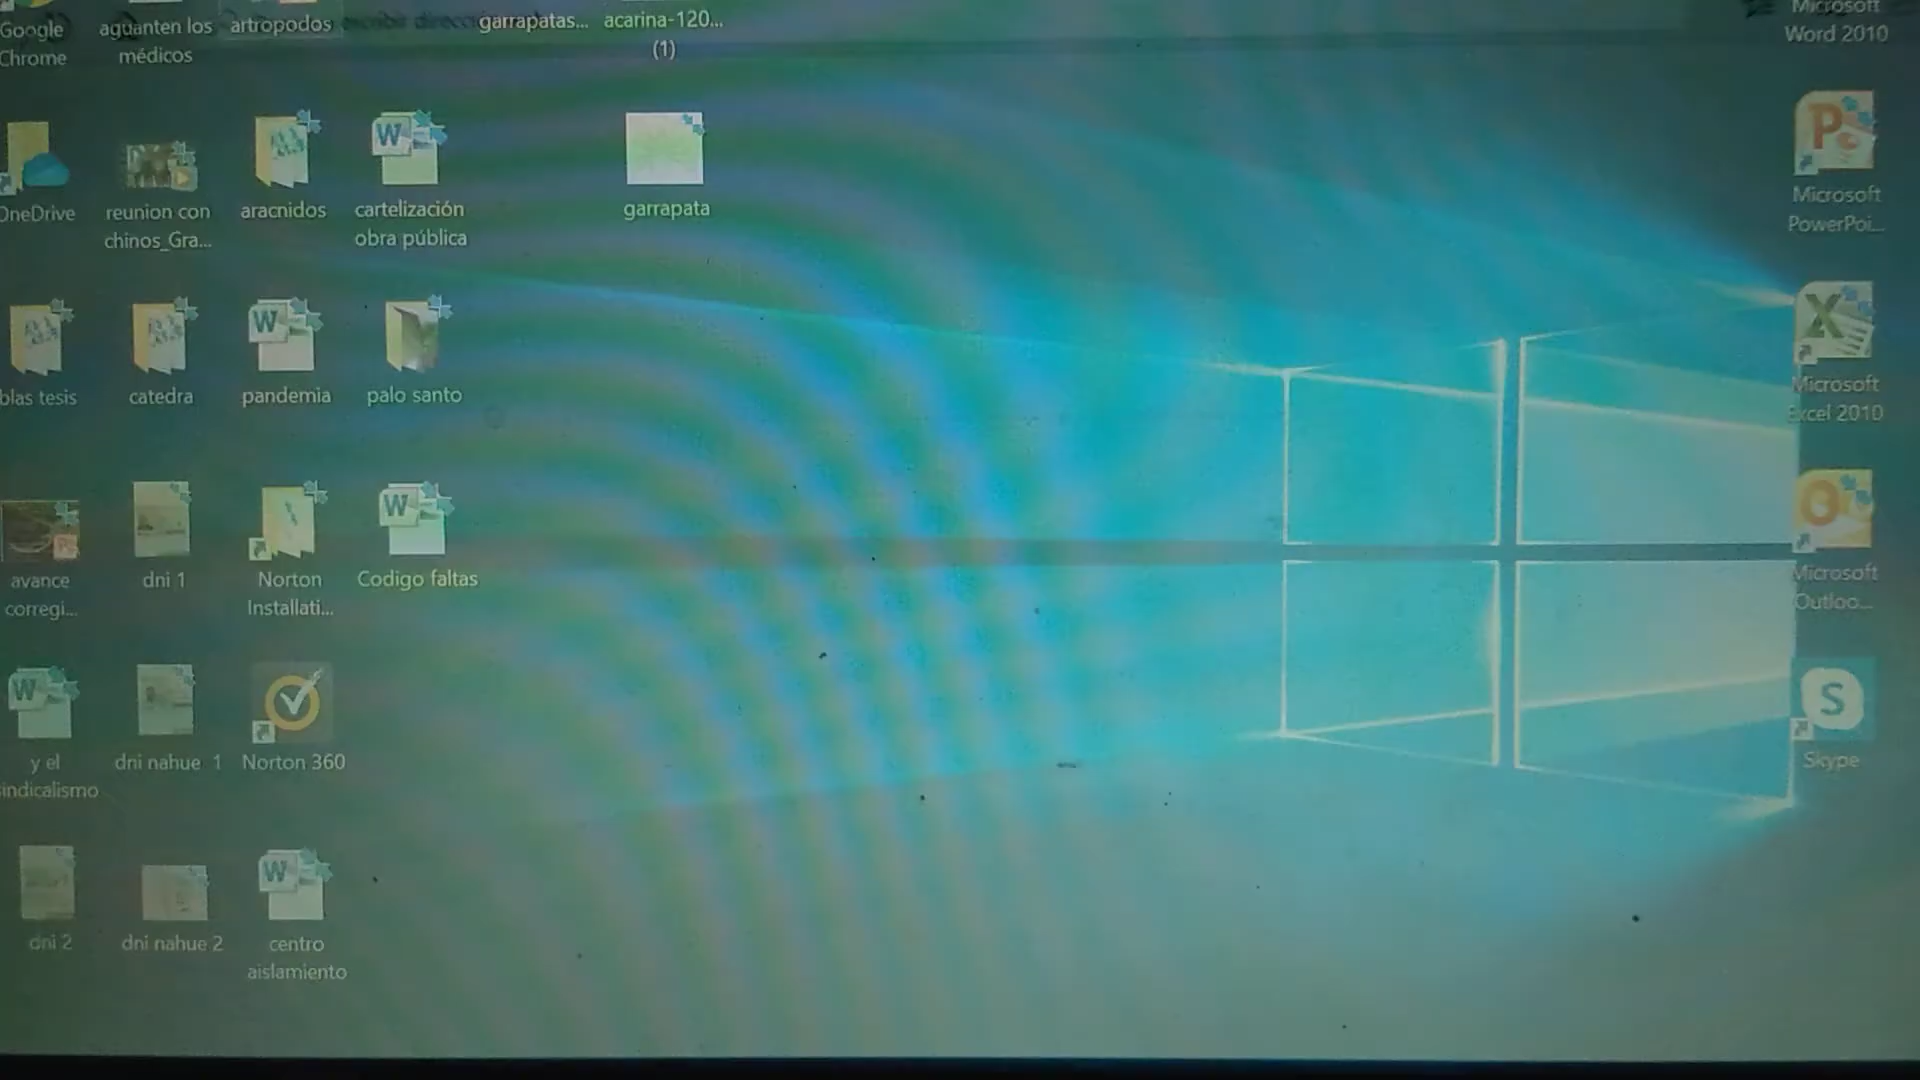 Google
Chrome
aguanten los
médicos
artropodos
escribir
garrapatas...
acarina-120...
(1)
Microsoft
Word 2010
OneDrive
reunion con
chinos_Gra...
aracnidos
cartelización
obra pública
garrapata
Microsoft
PowerPoi...
blas tesis
catedra
pandemia
palo santo
Microsoft
Excel 2010
avance
corregi...
dni 1
Norton
Installati...
Codigo faltas
Microsoft
Outloo...
y el
indicalismo
dni nahue 1
Norton 360
Skype
dni 2
dni nahue 2
centro
aislamiento